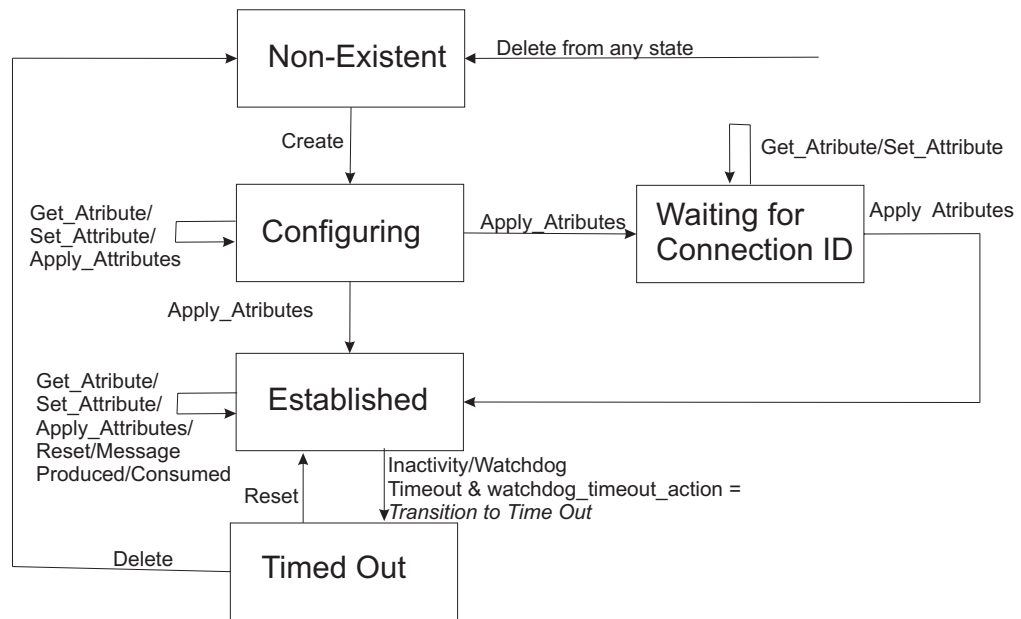 Non-Existent
Delete from any state
Create
Get_Atribute/Set_Attribute
Get_Atribute/
Set_Attribute/
Apply_Attributes
Configuring
Apply_Atributes
Waiting for
Connection ID
Apply Atributes
Apply_Atributes
Get_Atribute/
Set_Attribute/
Apply_Attributes/
Reset/Message
Produced/Consumed
Established
Inactivity/Watchdog
Timeout & watchdog_timeout_action =
Transition to Time Out
Reset
Delete
Timed Out